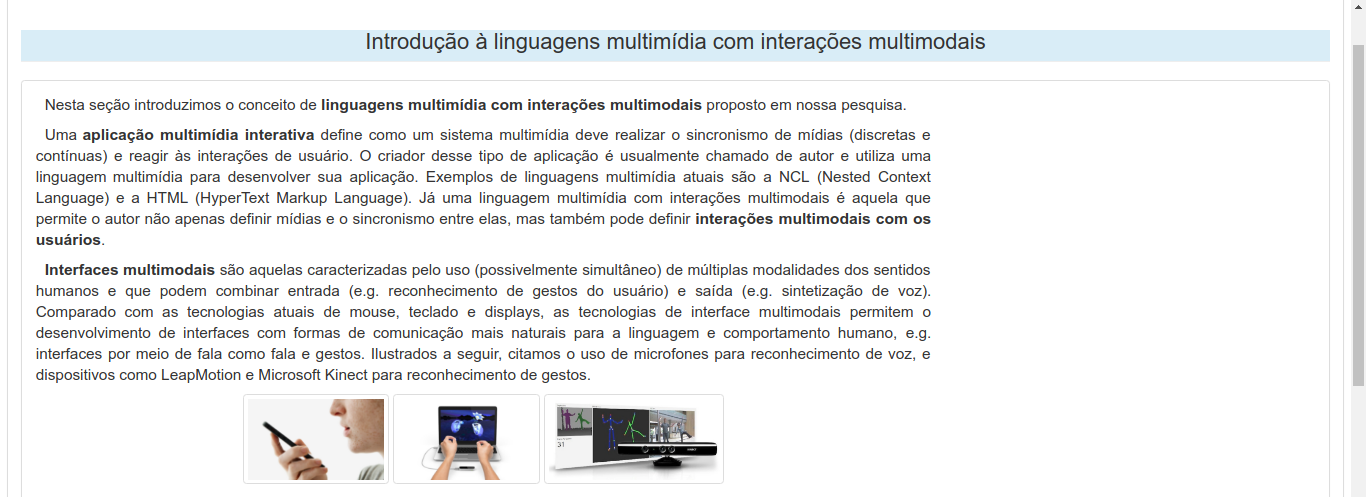 Introdução à linguagens multimídia com interações multimodais
Nesta seção introduzimos o conceito de linguagens multimídia com interações multimodais proposto em nossa pesquisa.
Uma aplicação multimídia interativa define como um sistema multimídia deve realizar o sincronismo de mídias (discretas e
contínuas) e reagir às interações de usuário. O criador desse tipo de aplicação é usualmente chamado de autor e utiliza uma
linguagem multimídia para desenvolver sua aplicação. Exemplos de linguagens multimídia atuais são a NCL (Nested Context
Language) e a HTML (HyperText Markup Language). Já uma linguagem multimídia com interações multimodais é aquela que
permite o autor não apenas definir mídias e o sincronismo entre elas, mas também pode definir interações multimodais com os
usuários.
Interfaces multimodais são aquelas caracterizadas pelo uso (possivelmente simultâneo) de múltiplas modalidades dos sentidos
humanos e que podem combinar entrada (e.g. reconhecimento de gestos do usuário) e saída (e.g. sintetização de voz).
Comparado com as tecnologias atuais de mouse, teclado e displays, as tecnologias de interface multimodais permitem o
desenvolvimento de interfaces com formas de comunicação mais naturais para a linguagem e comportamento humano, e.g.
interfaces por meio de fala como fala e gestos. Ilustrados a seguir, citamos o uso de microfones para reconhecimento de voz, e
dispositivos como LeapMotion e Microsoft Kinect para reconhecimento de gestos.
31